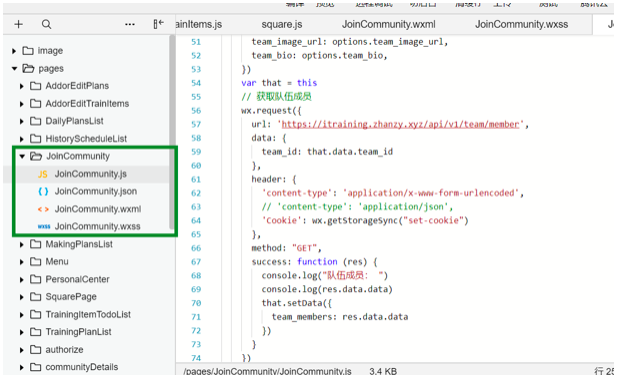 ainItems.js square.js JoinCommunity.wxml JoinCommunity.wxss
image
pages
AddorEditPlans
AddorEditTrainItems
DailyPlansList
HistoryScheduleList
JoinCommunity
JS JoinCommunity.js
{ } JoinCommunity.json
< > JoinCommunity.wxml
wxss JoinCommunity.wxss
MakingPlansList
Menu
PersonalCenter
SquarePage
TrainingItemTodoList
TrainingPlanList
authorize
communityDetails
51 team_image_url: options.team_image_url,
52 team_bio: options.team_bio,
53 })
54 var that = this
55 // 获取队伍成员
56 wx.request({
57 url: 'https://itraining.zhanzy.xyz/api/v1/team/member',
58 data: {
59 team_id: that.data.team_id
60 },
61 header: {
62 'content-type': 'application/x-www-form-urlencoded',
63 // 'content-type': 'application/json',
64 'Cookie': wx.getStorageSync("set-cookie")
65 },
66 method: "GET",
67 success: function (res) {
68 console.log("队伍成员: ")
69 console.log(res.data.data)
70 that.setData({
71 team_members: res.data.data
72 })
73 }
74 })
/pages/JoinCommunity/JoinCommunity.js 3.4 KB 行 25